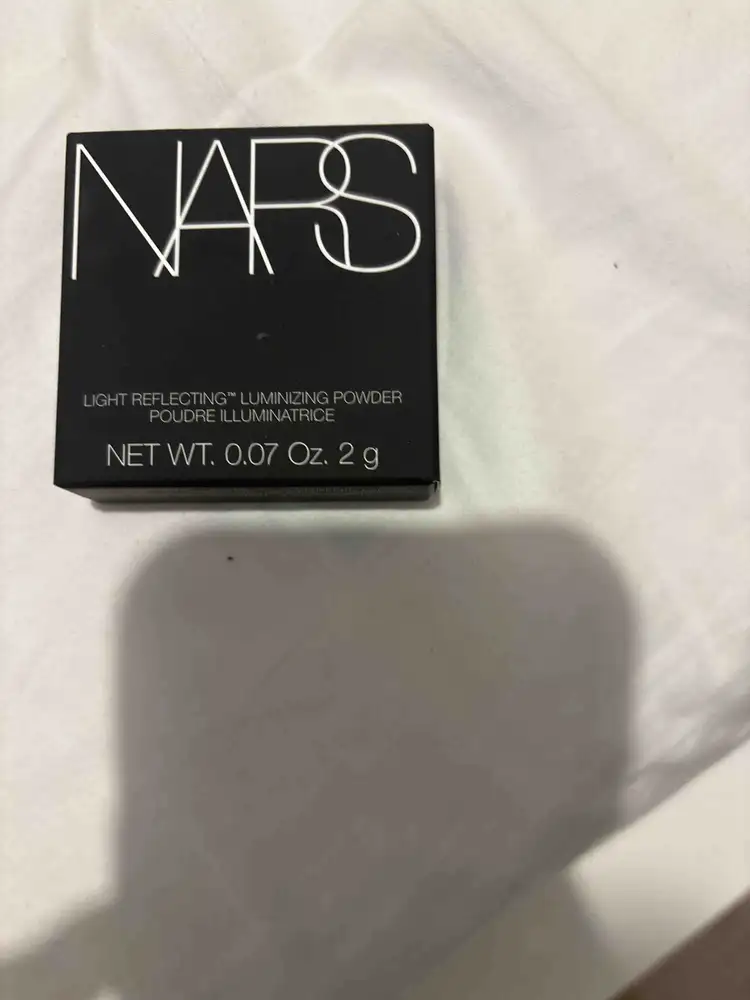 NARS
LIGHT REFLECTING™ LUMINIZING POWDER
POUDRE ILLUMINATRICE
NET WT. 0.07 Oz. 2 g